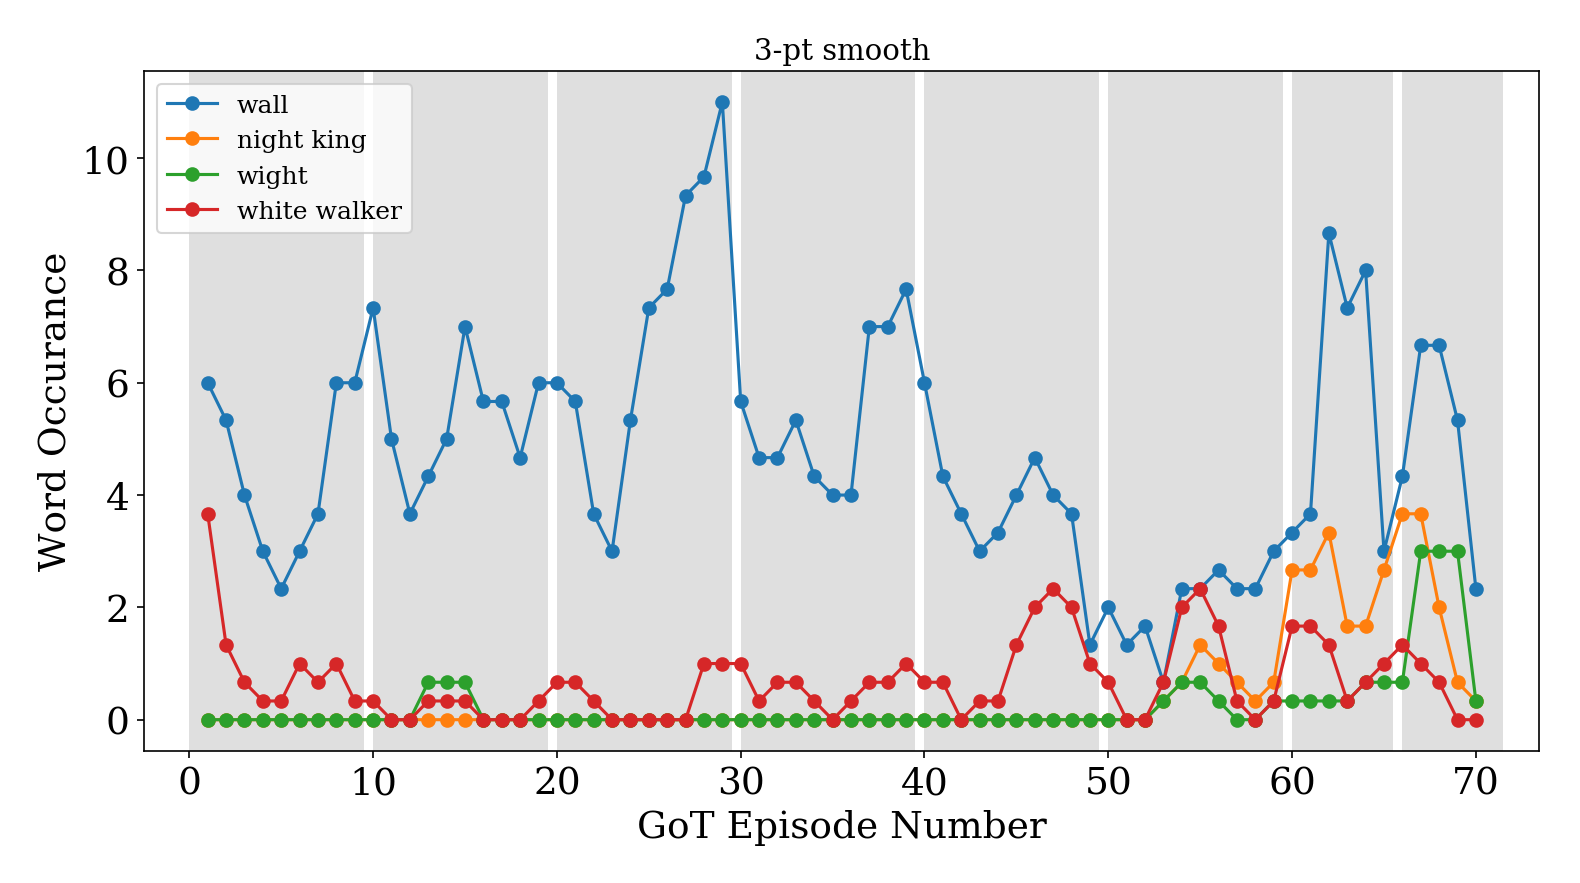 3-pt smooth
wall
night king
wight
white walker
10
8
6
4
2
0
Word Occurance
0 10 20 30 40 50 60 70
GoT Episode Number